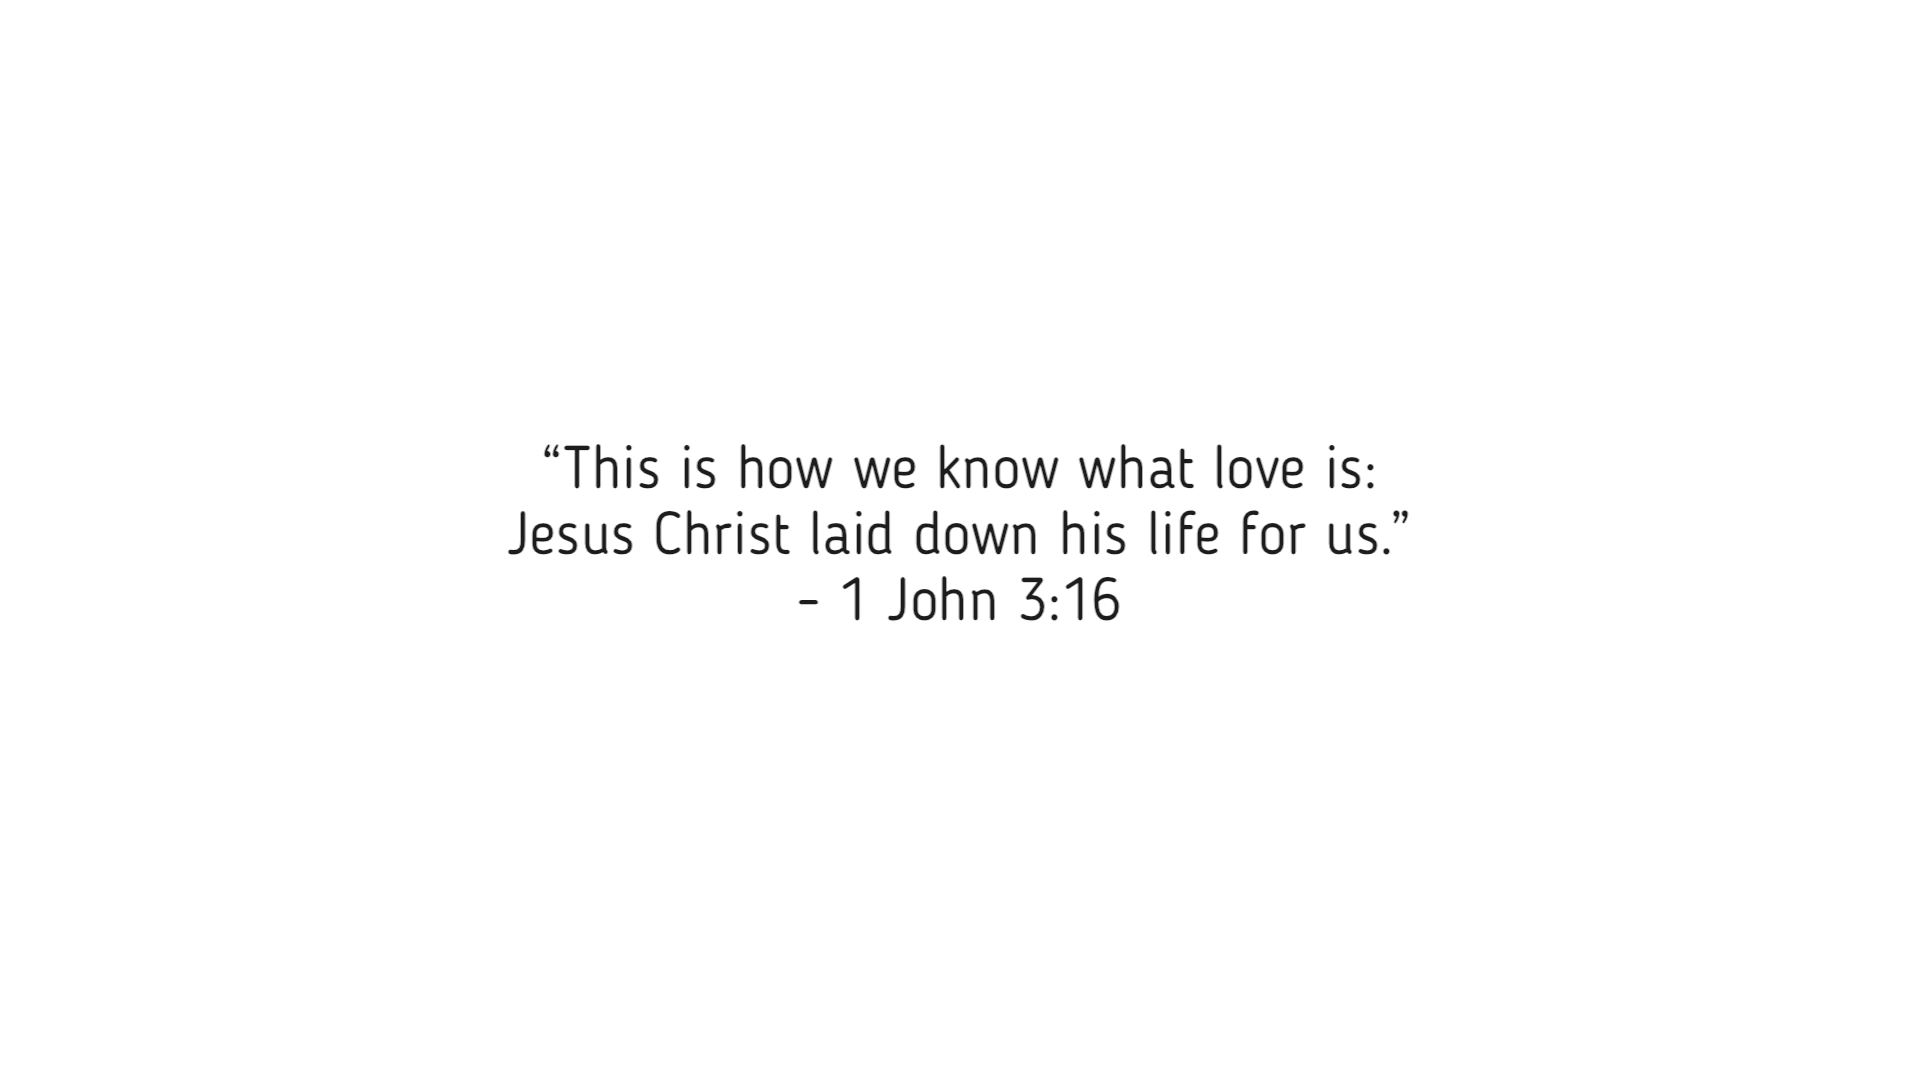 “This is how we know what love is:
Jesus Christ laid down his life for us.”
- 1 John 3:16